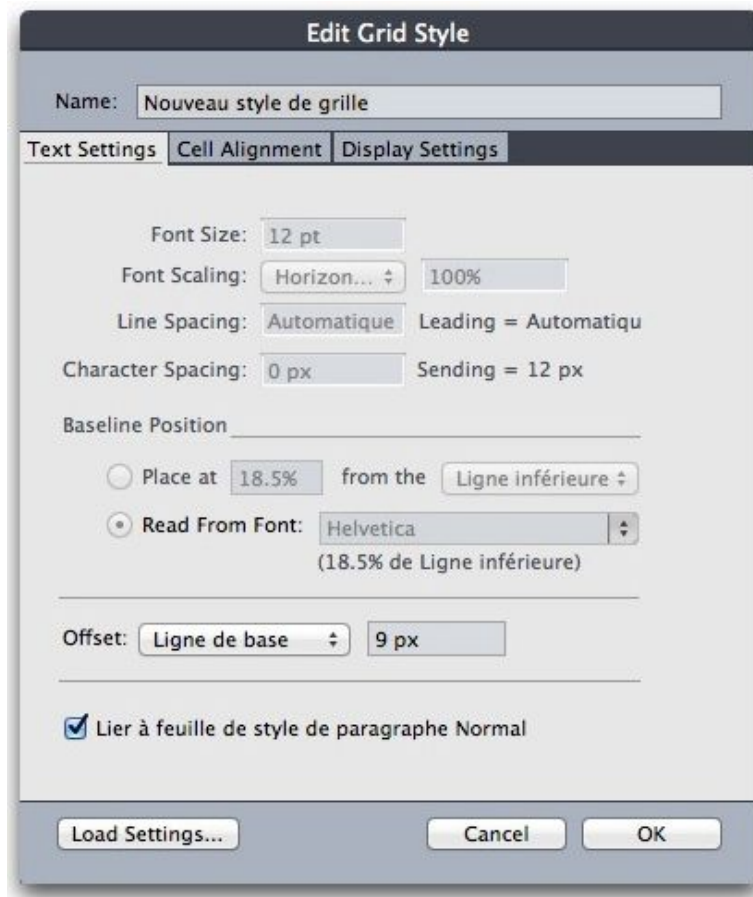 Edit Grid Style
Name: Nouveau style de grille
Text Settings Cell Alignment Display Settings
Font Size: 12 pt
Font Scaling: Horizon... 100%
Line Spacing: Automatique Leading = Automatiqu
Character Spacing: 0 px Sending = 12 px
Baseline Position
Place at 18.5% from the Ligne inférieure
Read From Font: Helvetica
(18.5% de Ligne inférieure)
Offset: Ligne de base 9 px
Lier à feuille de style de paragraphe Normal
Load Settings... Cancel OK